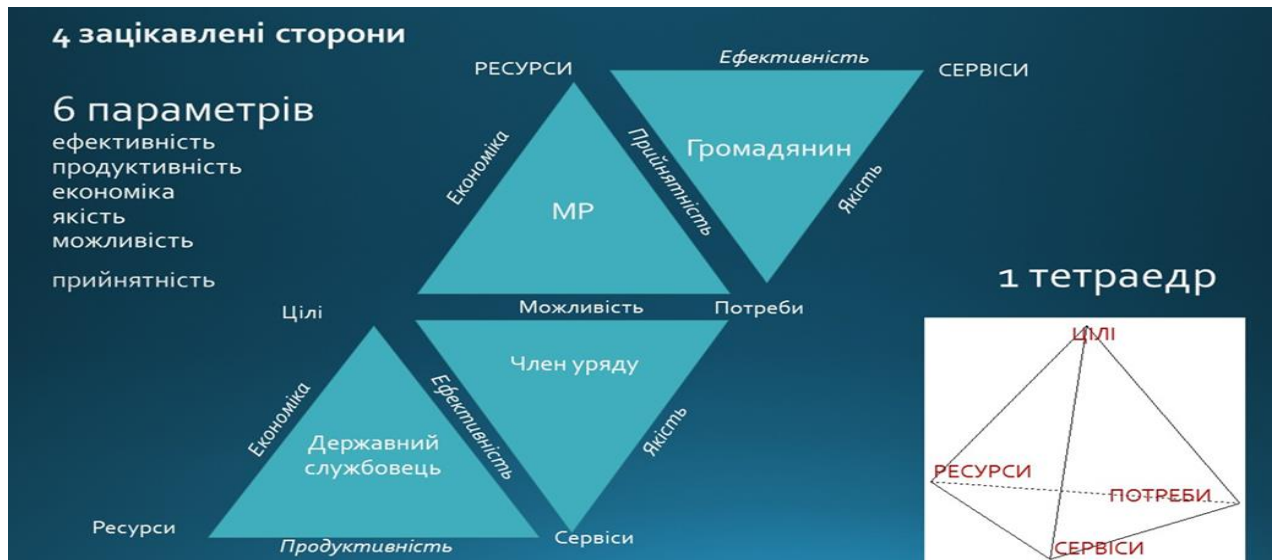 4 зацікавлені сторони
6 параметрів
ефективність
продуктивність
економіка
якість
можливість
прийнятність
РЕСУРСИ
Ефективність
СЕРВІСИ
Економіка
МР
Прийнятність
Громадянин
Якість
Цілі
Можливість
Потреби
Член уряду
Економіка
Державний
службовець
Ефективність
Якість
Ресурси
Продуктивність
Сервіси
1 тетраедр
ЦІЛІ
РЕСУРСИ
ПОТРЕБИ
СЕРВІСИ